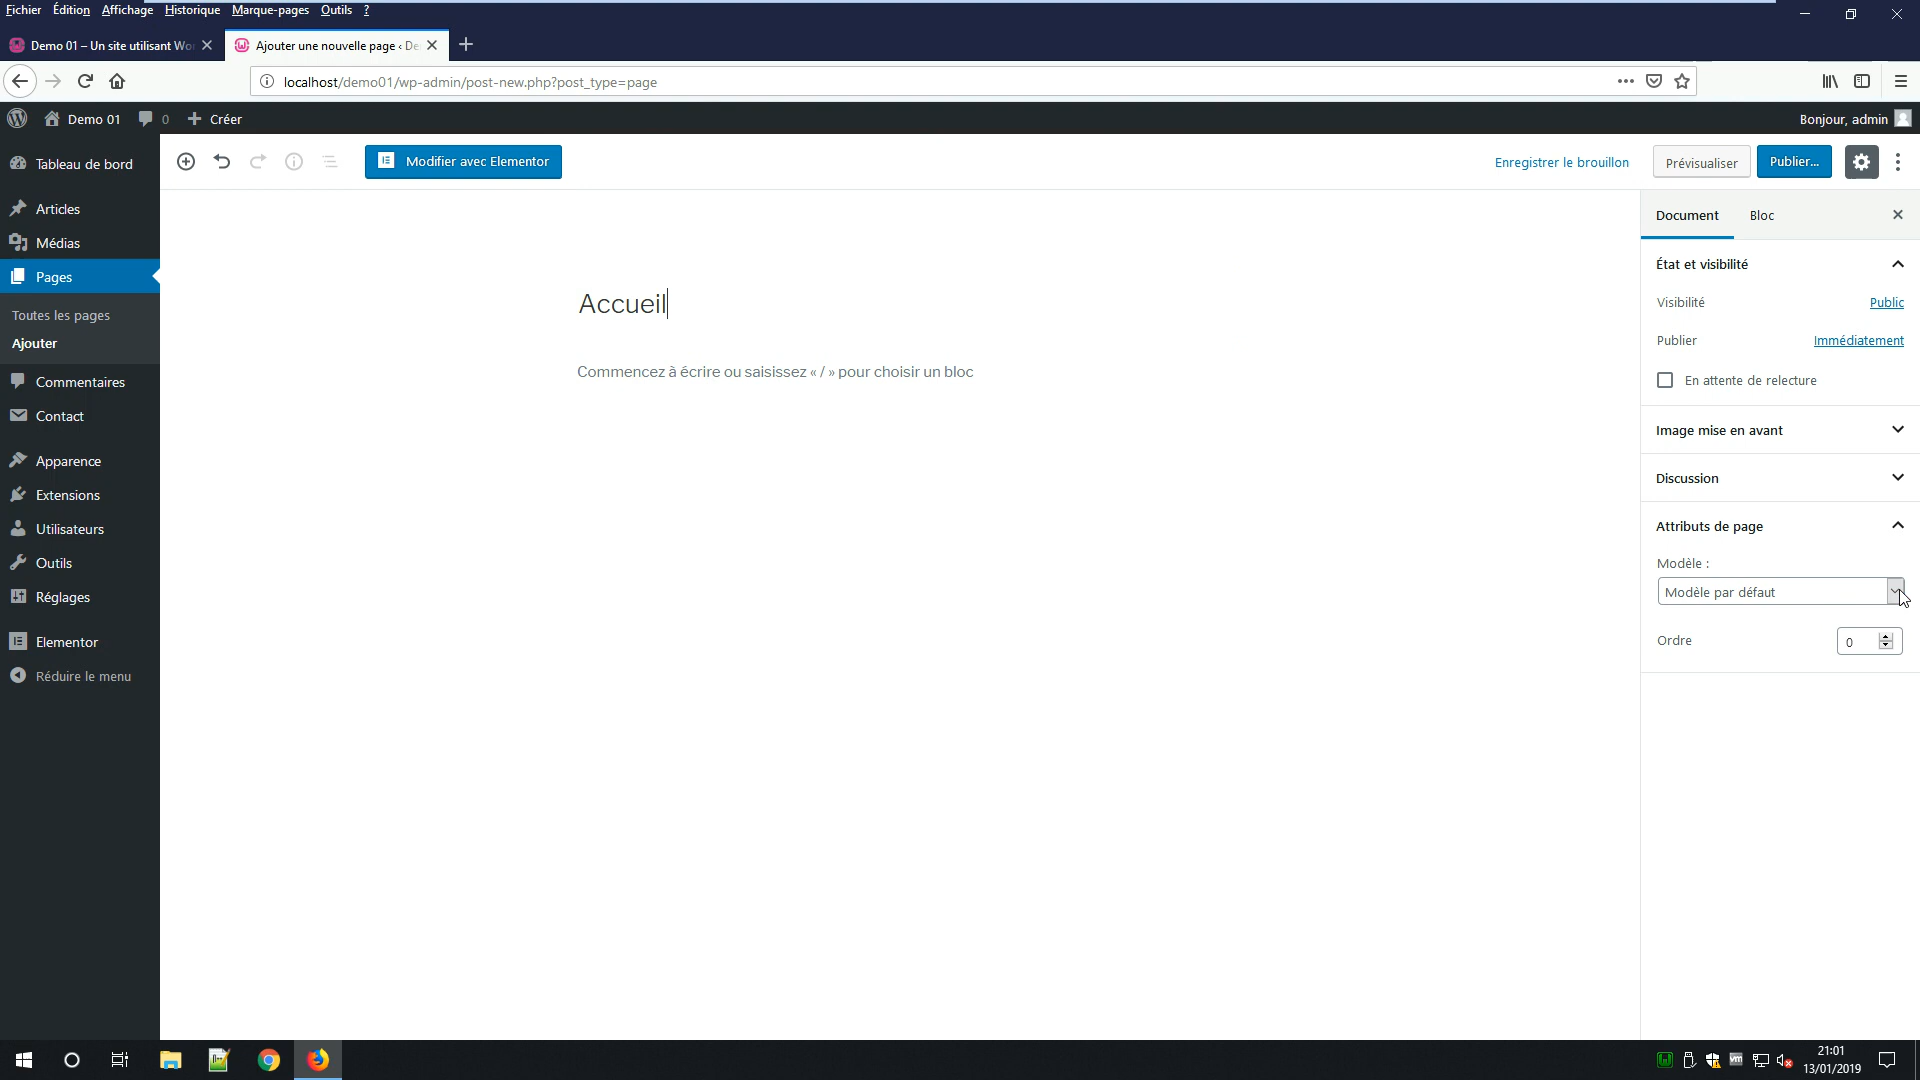 Fichier Édition Affichage Historique Marque-pages Outils ?
Demo 01 – Un site utilisant Wo
Ajouter une nouvelle page ‹ De
localhost/demo01/wp-admin/post-new.php?post_type=page
Demo 01 0 Créer
Bonjour, admin
Tableau de bord
Articles
Médias
Pages
Toutes les pages
Ajouter
Commentaires
Contact
Apparence
Extensions
Utilisateurs
Outils
Réglages
Elementor
Réduire le menu
Modifier avec Elementor
Enregistrer le brouillon
Prévisualiser
Publier...
Accueil
Commencez à écrire ou saisissez « / » pour choisir un bloc
Document Bloc
État et visibilité
Visibilité Public
Publier Immédiatement
En attente de relecture
Image mise en avant
Discussion
Attributs de page
Modèle :
Modèle par défaut
Ordre 0
21:01
13/01/2019